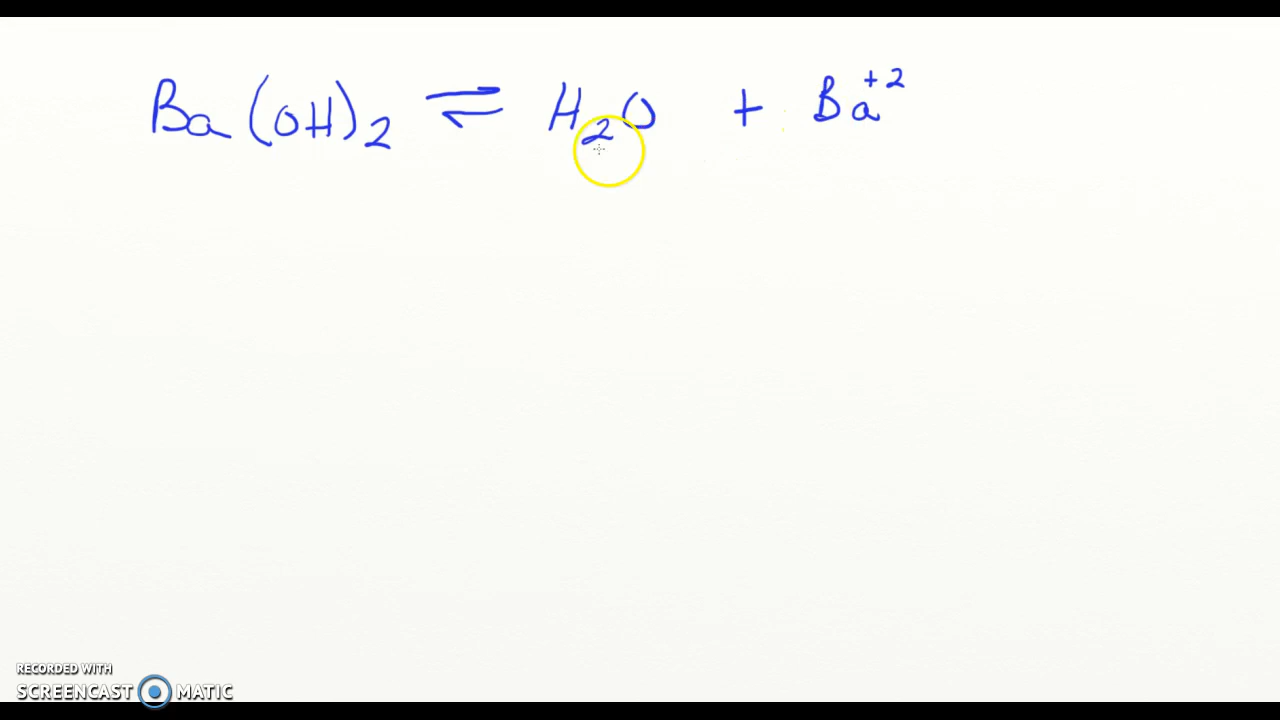 Ba(OH)₂ ⇌ H₂O + Ba⁺²
RECORDED WITH
SCREENCAST MATIC